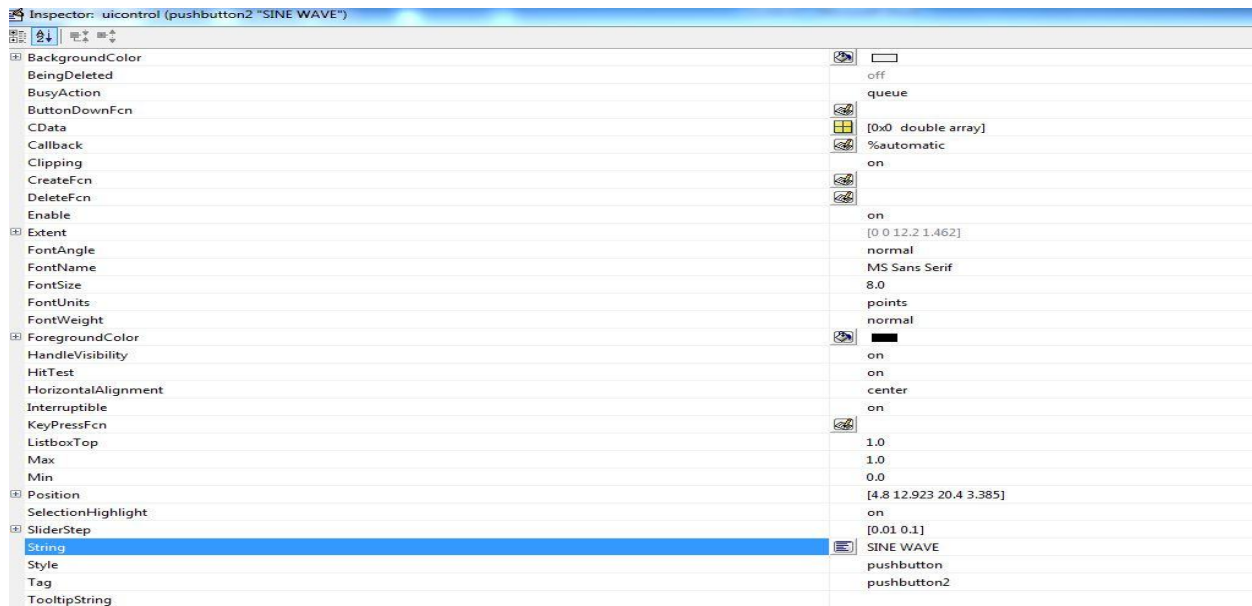 Inspector: uicontrol (pushbutton2 "SINE WAVE")
BackgroundColor
BeingDeleted off
BusyAction queue
ButtonDownFcn
CData [0x0 double array]
Callback %automatic
Clipping on
CreateFcn
DeleteFcn
Enable on
Extent [0 0 12.2 1.462]
FontAngle normal
FontName MS Sans Serif
FontSize 8.0
FontUnits points
FontWeight normal
ForegroundColor
HandleVisibility on
HitTest on
HorizontalAlignment center
Interruptible on
KeyPressFcn
ListboxTop 1.0
Max 1.0
Min 0.0
Position [4.8 12.923 20.4 3.385]
SelectionHighlight on
SliderStep [0.01 0.1]
String SINE WAVE
Style pushbutton
Tag pushbutton2
TooltipString